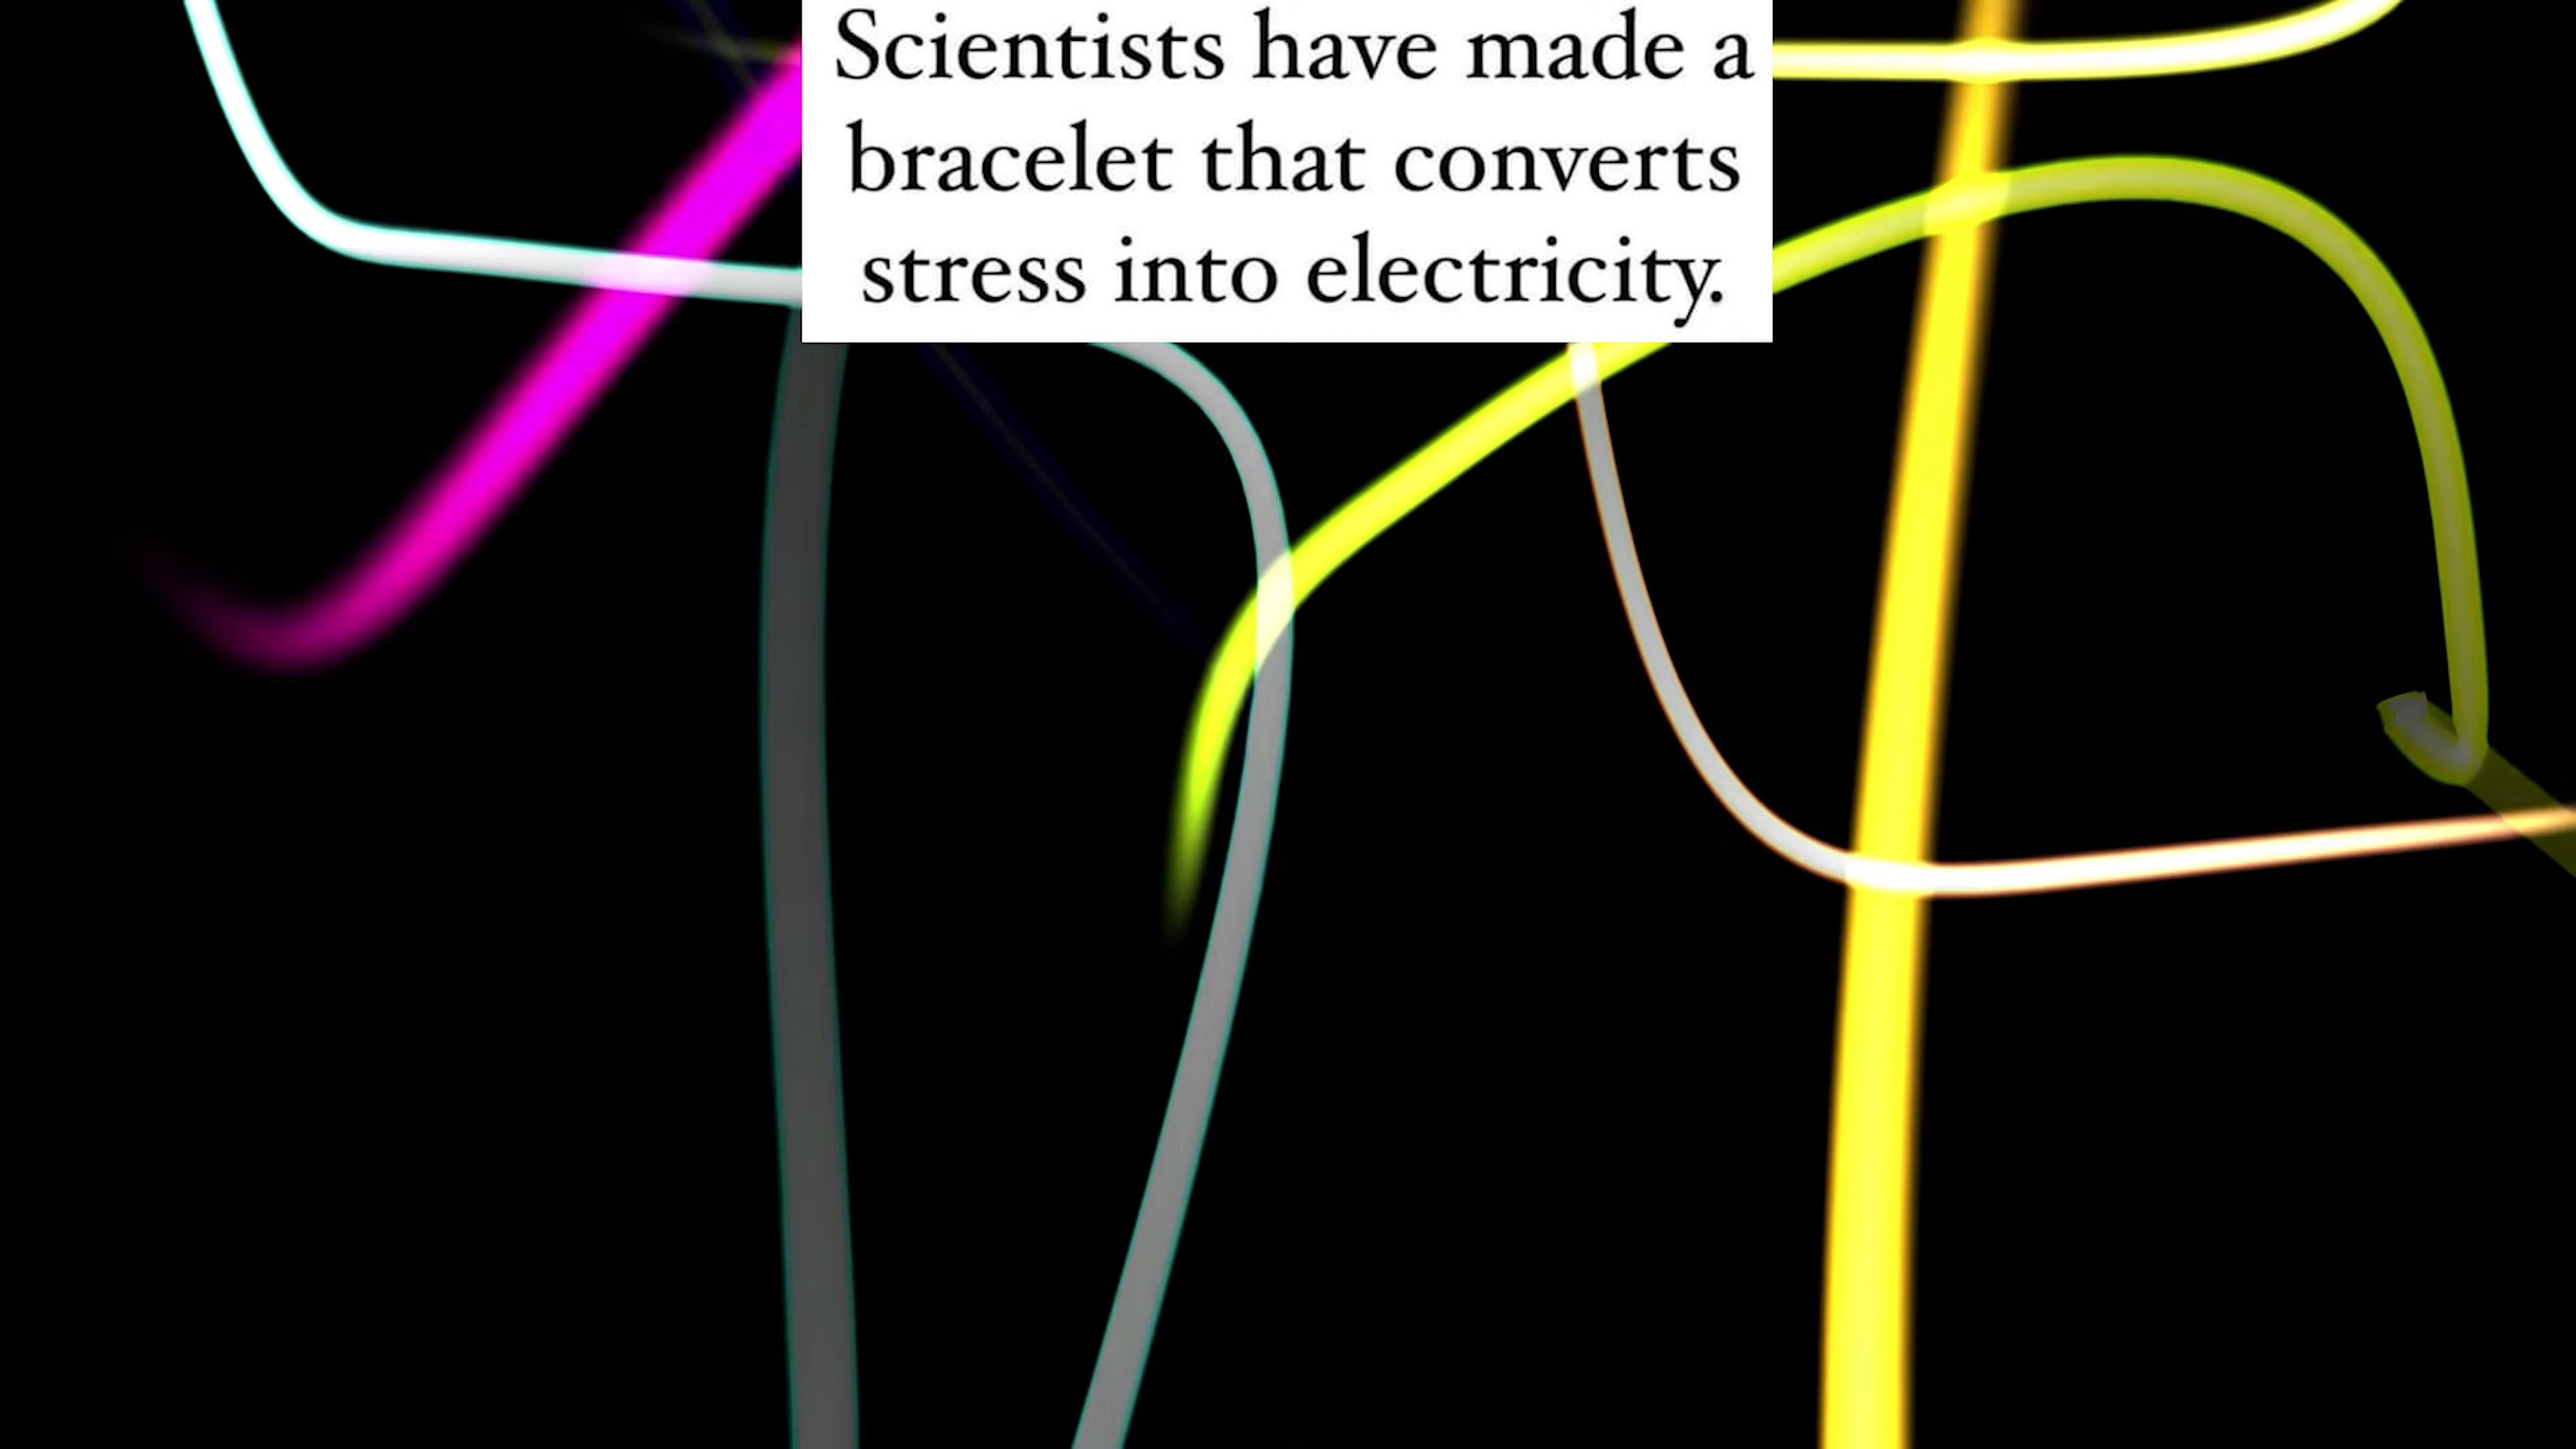 Scientists have made a
bracelet that converts
stress into electricity.